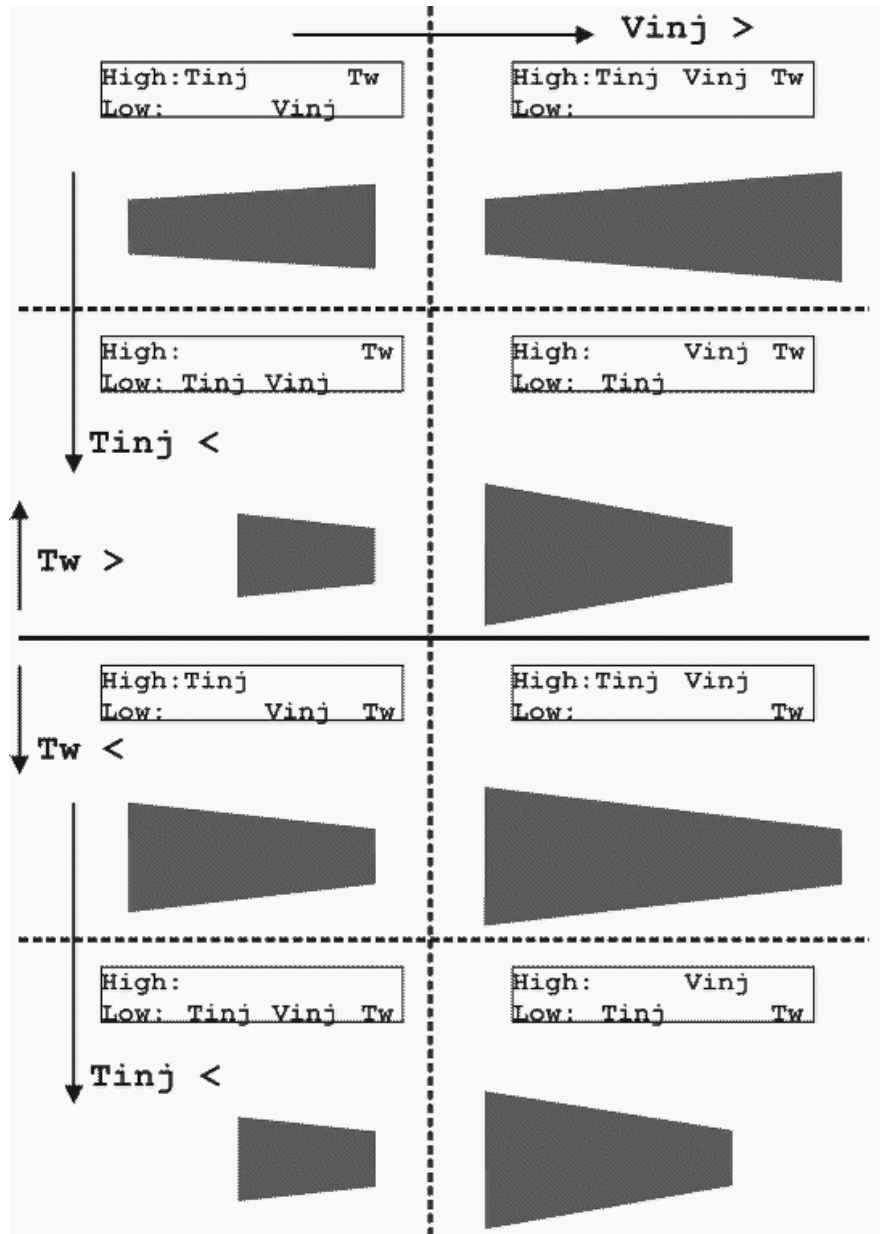 Vinj >
High:Tinj Tw
Low: Vinj
High:Tinj Vinj Tw
Low:
High: Tw
Low: Tinj Vinj
High: Vinj Tw
Low: Tinj
Tinj <
Tw >
High:Tinj
Low: Vinj Tw
High:Tinj Vinj
Low: Tw
Tw <
High:
Low: Tinj Vinj Tw
High: Vinj
Low: Tinj Tw
Tinj <